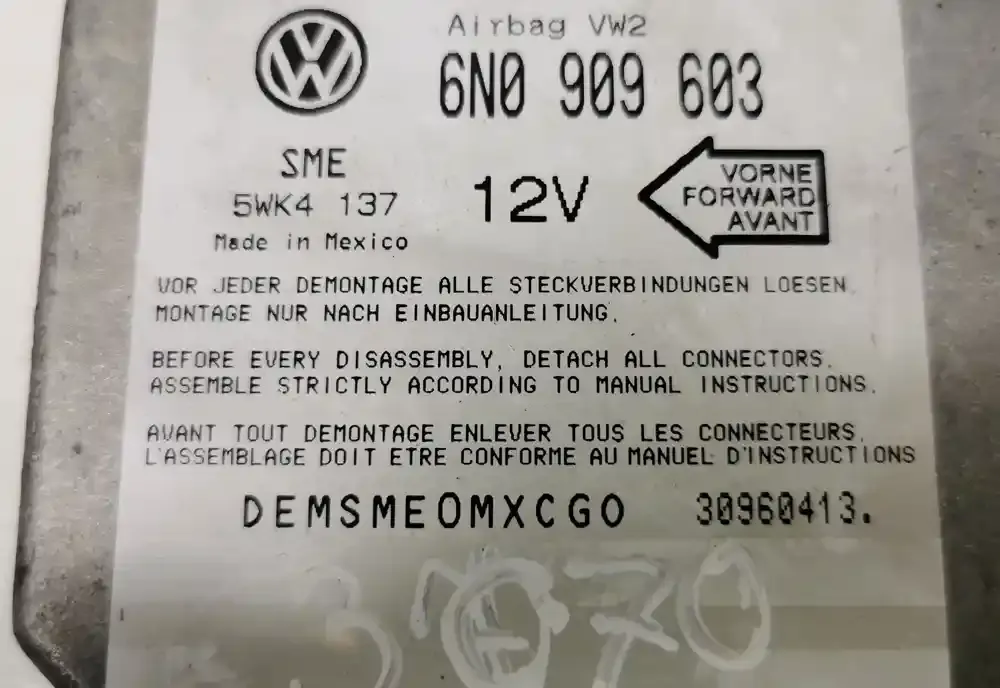 Airbag VW2
6N0 909 603
SME
5WK4 137
Made in Mexico
12V
VORNE
FORWARD
AVANT
VOR JEDER DEMONTAGE ALLE STECKVERBINDUNGEN LOESEN.
MONTAGE NUR NACH EINBAUANLEITUNG.
BEFORE EVERY DISASSEMBLY, DETACH ALL CONNECTORS.
ASSEMBLE STRICTLY ACCORDING TO MANUAL INSTRUCTIONS.
AVANT TOUT DEMONTAGE ENLEVER TOUS LES CONNECTEURS.
L'ASSEMBLAGE DOIT ETRE CONFORME AU MANUEL D'INSTRUCTIONS
DEMSMEOMXCGO 30960413.